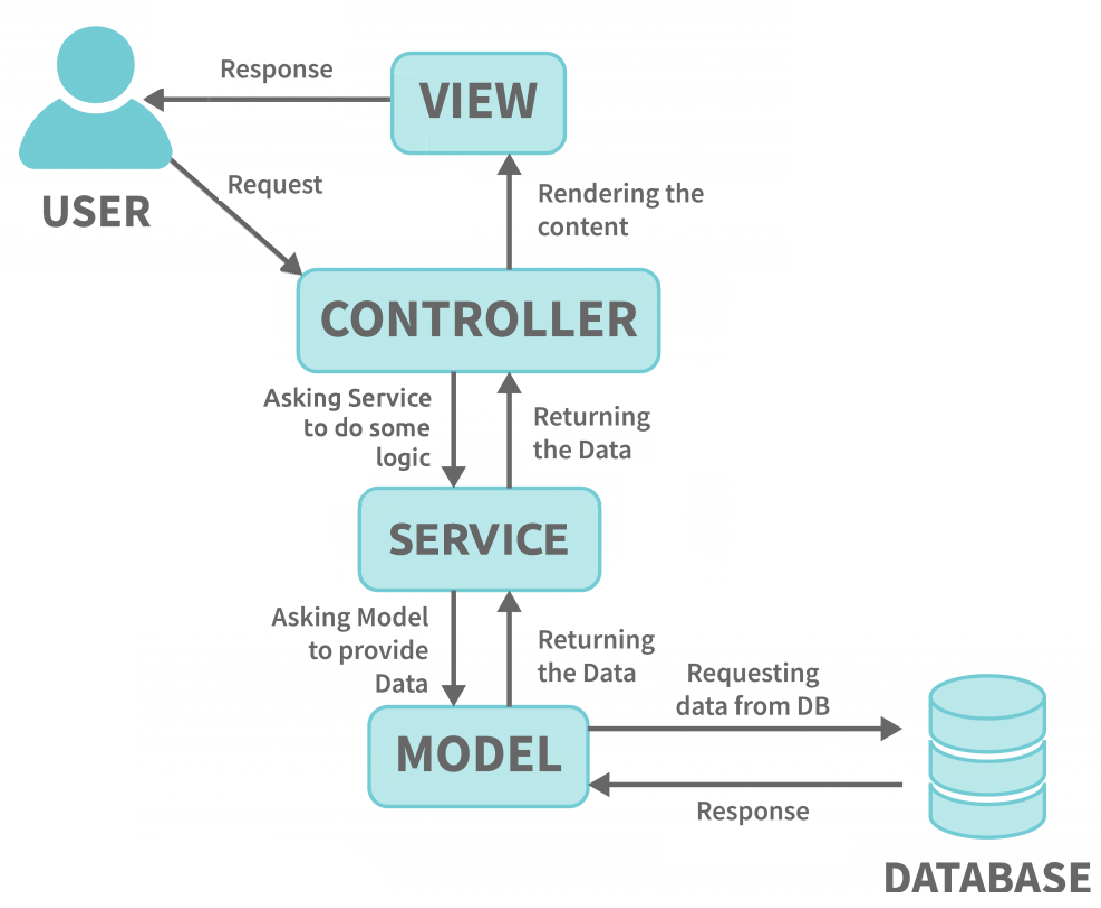 Response
VIEW
Request
USER
Rendering the
content
CONTROLLER
Asking Service
to do some
logic
Returning
the Data
SERVICE
Asking Model
to provide
Data
Returning
the Data
Requesting
data from DB
MODEL
Response
DATABASE